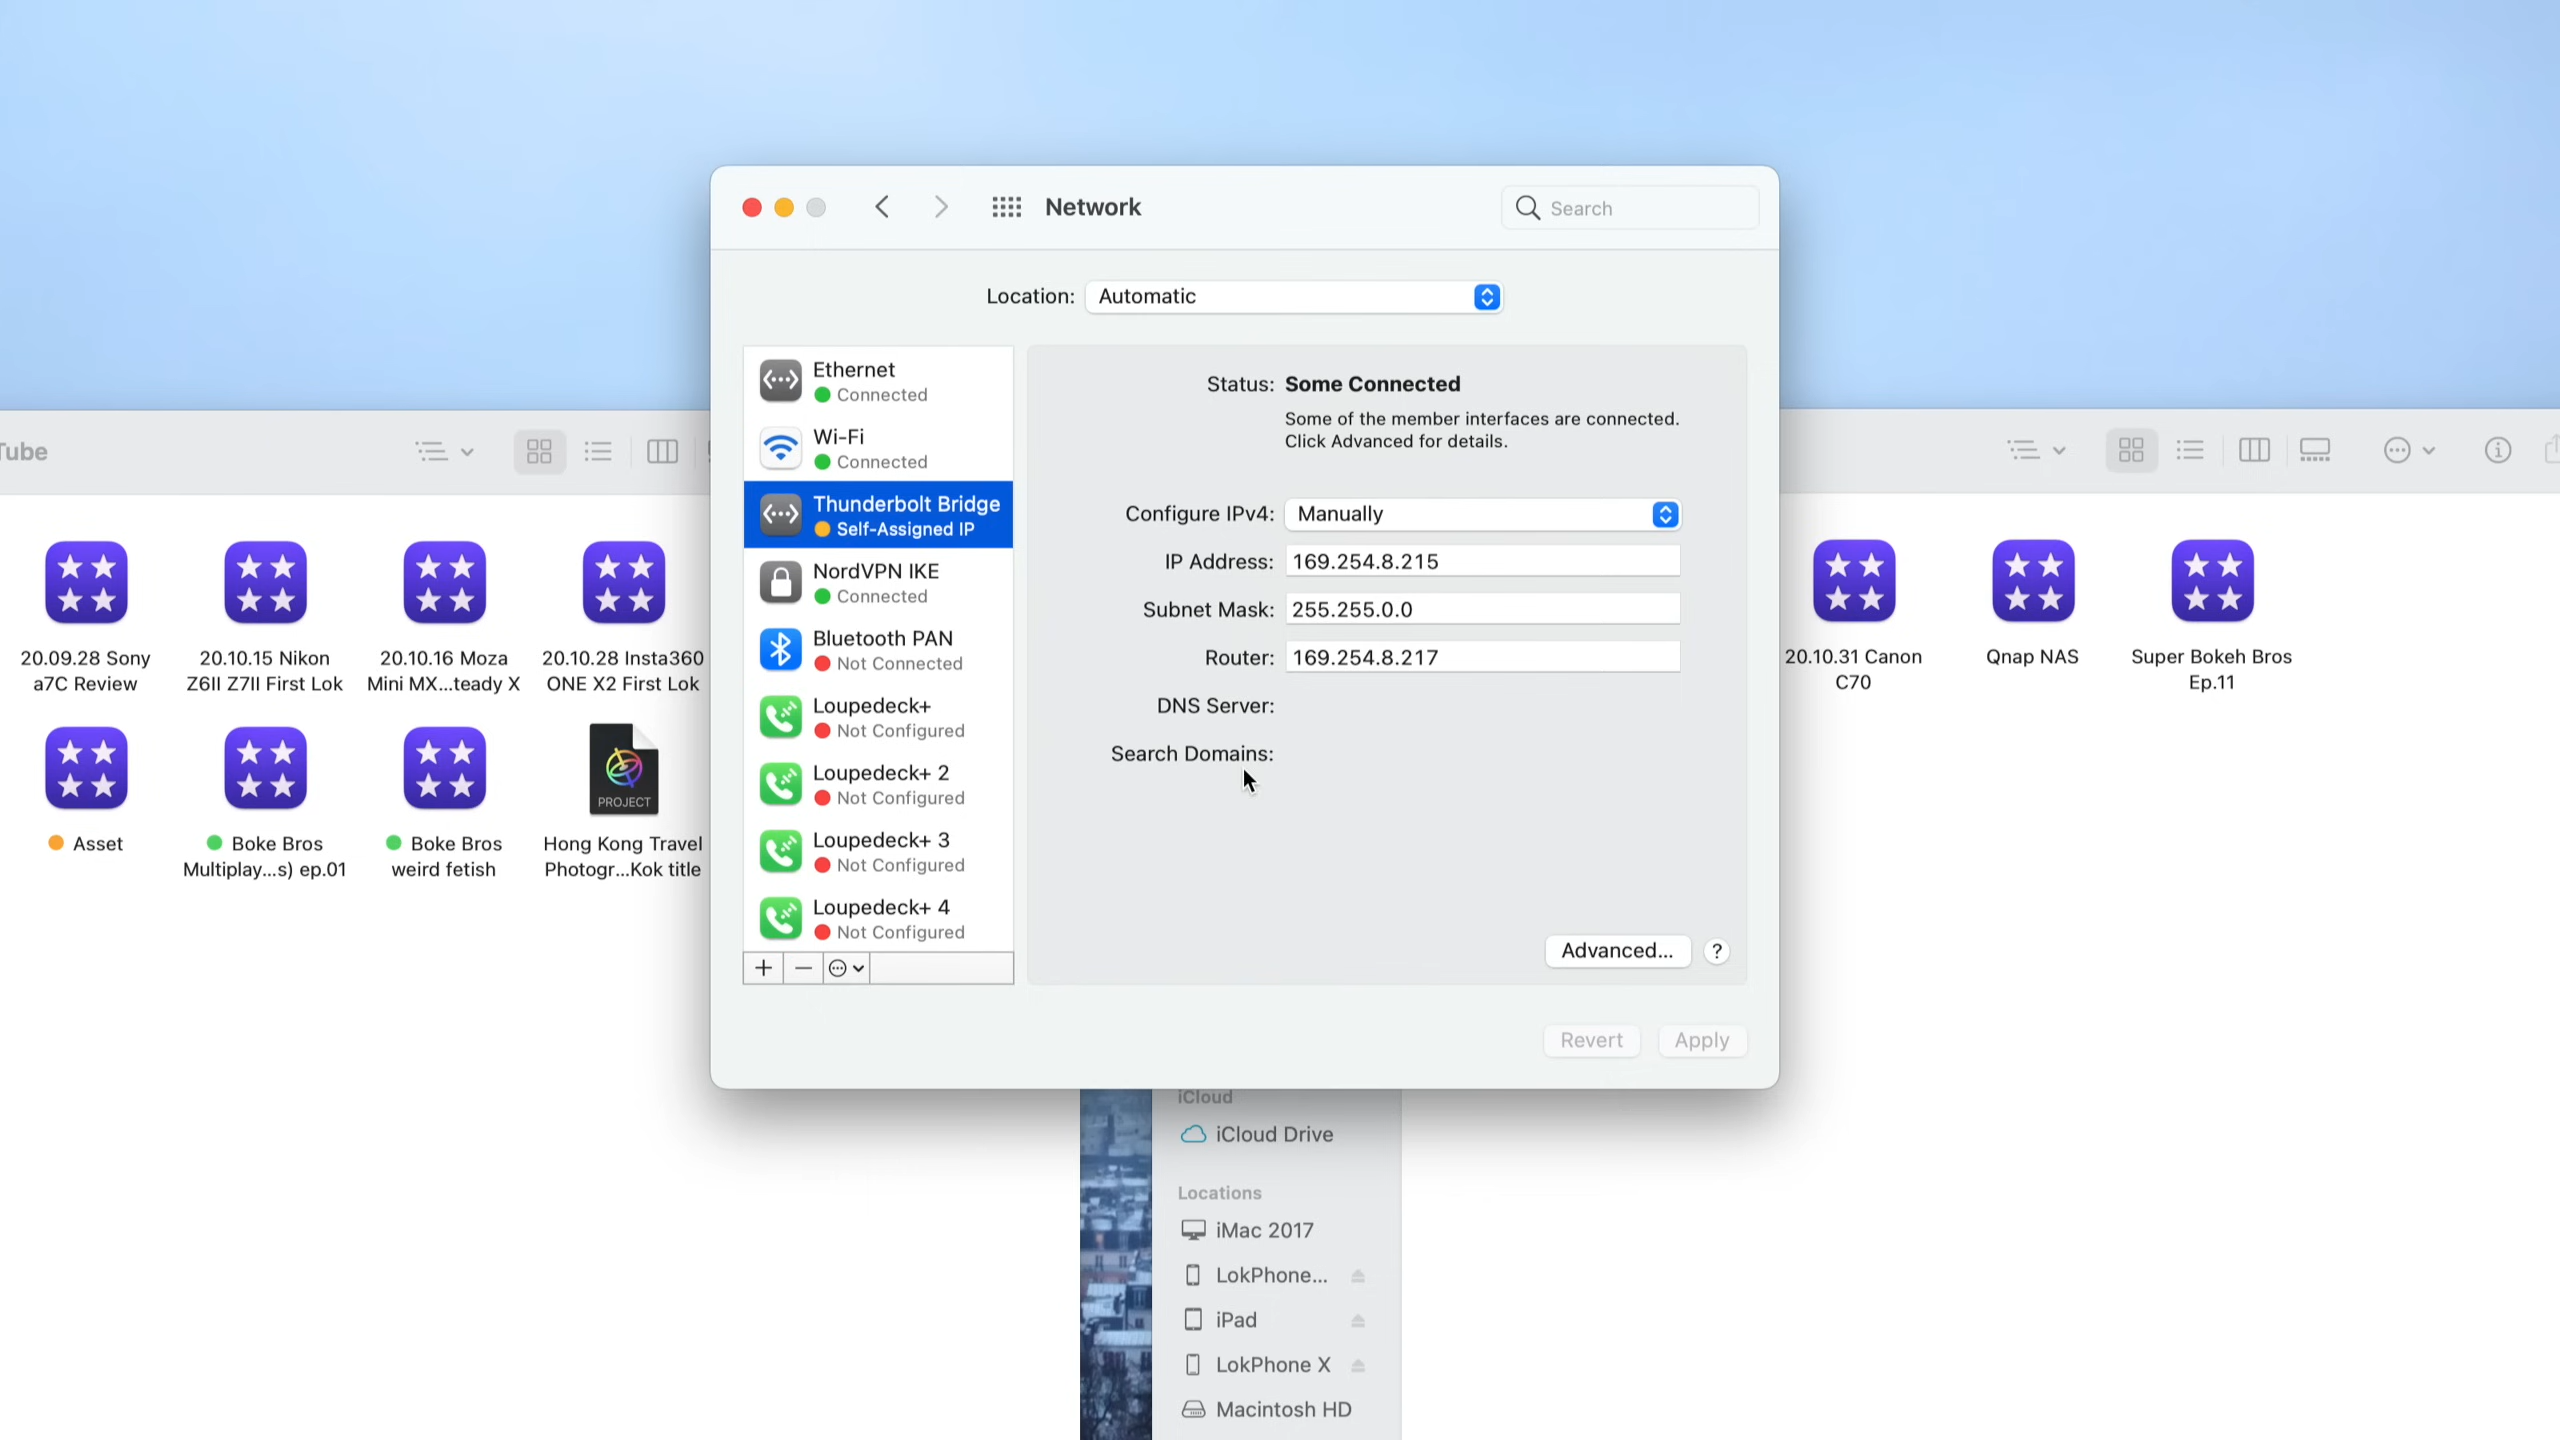 Network
Search
Location: Automatic
Ethernet
Connected
Wi-Fi
Connected
Thunderbolt Bridge
Self-Assigned IP
NordVPN IKE
Connected
Bluetooth PAN
Not Connected
Loupedeck+
Not Configured
Loupedeck+ 2
Not Configured
Loupedeck+ 3
Not Configured
Loupedeck+ 4
Not Configured
Status: Some Connected
Some of the member interfaces are connected.
Click Advanced for details.
Configure IPv4: Manually
IP Address: 169.254.8.215
Subnet Mask: 255.255.0.0
Router: 169.254.8.217
DNS Server:
Search Domains:
Advanced... ?
Revert Apply
Tube
20.09.28 Sony
a7C Review
20.10.15 Nikon
Z6II Z7II First Lok
20.10.16 Moza
Mini MX...teady X
20.10.28 Insta360
ONE X2 First Lok
Asset
Boke Bros
Multiplay...s) ep.01
Boke Bros
weird fetish
PROJECT
Hong Kong Travel
Photogr...Kok title
20.10.31 Canon
C70
Qnap NAS
Super Bokeh Bros
Ep.11
iCloud
iCloud Drive
Locations
iMac 2017
LokPhone...
iPad
LokPhone X
Macintosh HD